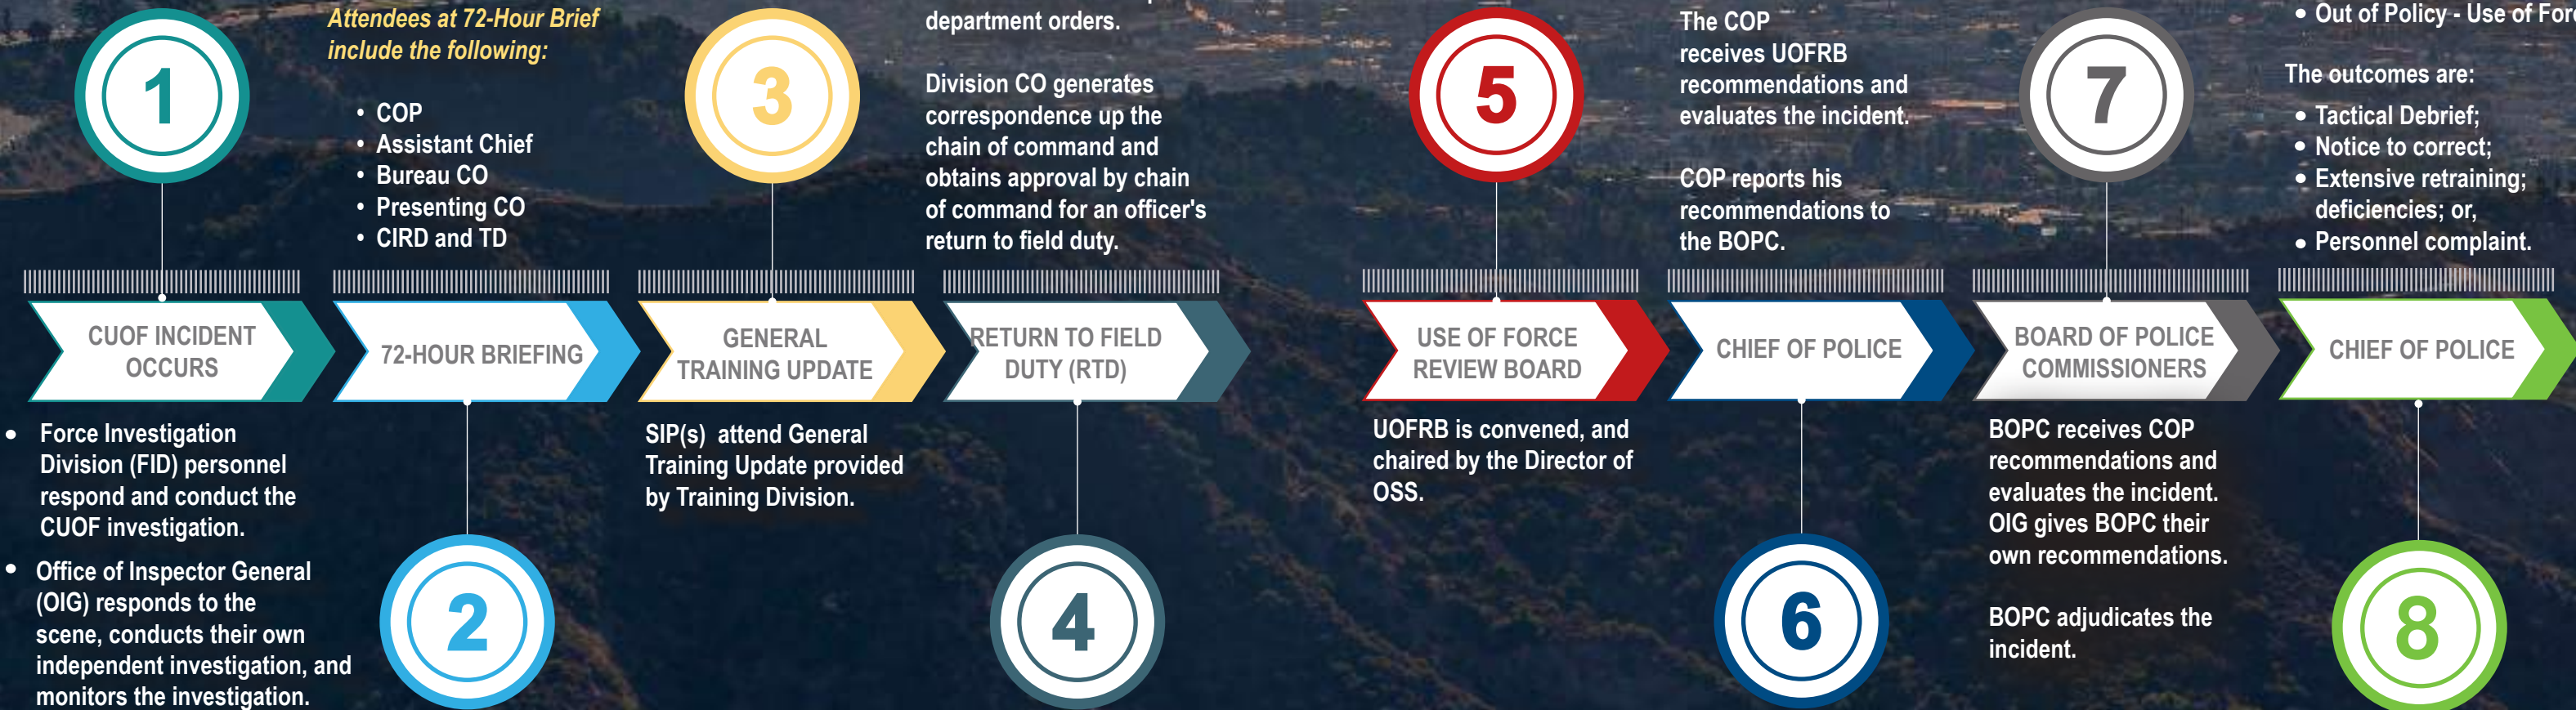 1
CUOF INCIDENT
OCCURS
• Force Investigation
Division (FID) personnel
respond and conduct the
CUOF investigation.
• Office of Inspector General
(OIG) responds to the
scene, conducts their own
independent investigation, and
monitors the investigation.
Attendees at 72-Hour Brief
include the following:
• COP
• Assistant Chief
• Bureau CO
• Presenting CO
• CIRD and TD
72-HOUR BRIEFING
2
3
GENERAL
TRAINING UPDATE
SIP(s) attend General
Training Update provided
by Training Division.
department orders.
Division CO generates
correspondence up the
chain of command and
obtains approval by chain
of command for an officer's
return to field duty.
RETURN TO FIELD
DUTY (RTD)
4
5
USE OF FORCE
REVIEW BOARD
UOFRB is convened, and
chaired by the Director of
OSS.
The COP
receives UOFRB
recommendations and
evaluates the incident.
COP reports his
recommendations to
the BOPC.
CHIEF OF POLICE
6
7
BOARD OF POLICE
COMMISSIONERS
BOPC receives COP
recommendations and
evaluates the incident.
OIG gives BOPC their
own recommendations.
BOPC adjudicates the
incident.
• Out of Policy - Use of For
The outcomes are:
• Tactical Debrief;
• Notice to correct;
• Extensive retraining;
deficiencies; or,
• Personnel complaint.
CHIEF OF POLICE
8